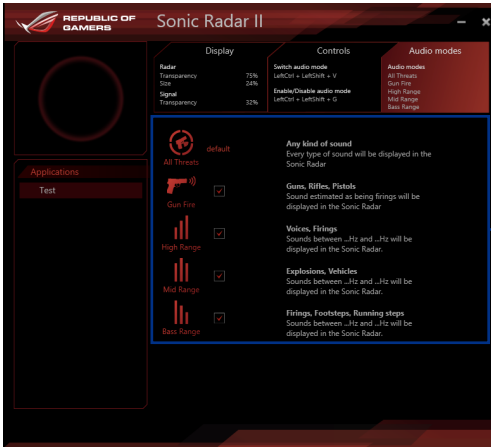 REPUBLIC OF
GAMERS
Sonic Radar II
Display
Radar
Transparency 75%
Size 24%
Signal
Transparency 32%
Controls
Switch audio mode
LeftCtrl + LeftShift + V
Enable/Disable audio mode
LeftCtrl + LeftShift + G
Audio modes
Audio modes
All Threats
Gun Fire
High Range
Mid Range
Bass Range
Applications
Test
All Threats
default
Any kind of sound
Every type of sound will be displayed in the
Sonic Radar
Gun Fire
Guns, Rifles, Pistols
Sound estimated as being firings will be
displayed in the Sonic Radar
High Range
Voices, Firings
Sounds between ...Hz and ...Hz will be
displayed in the Sonic Radar.
Mid Range
Explosions, Vehicles
Sounds between ...Hz and ...Hz will be
displayed in the Sonic Radar.
Bass Range
Firings, Footsteps, Running steps
Sounds between ...Hz and ...Hz will be
displayed in the Sonic Radar.